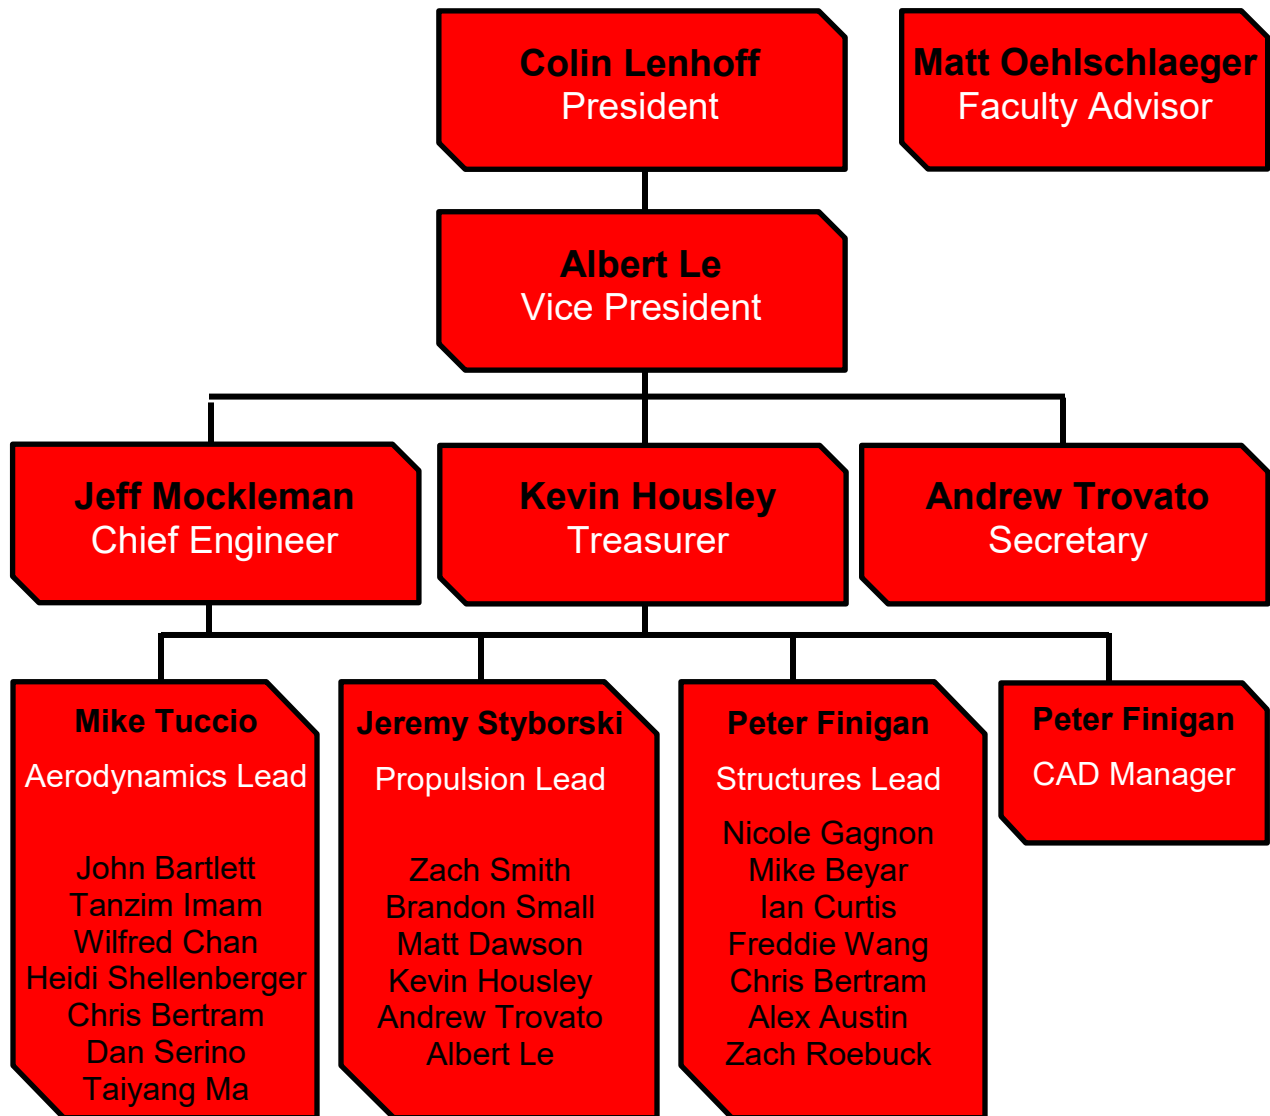 Colin Lenhoff
President
Matt Oehlschlaeger
Faculty Advisor
Albert Le
Vice President
Jeff Mockleman
Chief Engineer
Kevin Housley
Treasurer
Andrew Trovato
Secretary
Mike Tuccio
Aerodynamics Lead
John Bartlett
Tanzim Imam
Wilfred Chan
Heidi Shellenberger
Chris Bertram
Dan Serino
Taiyang Ma
Jeremy Styborski
Propulsion Lead
Zach Smith
Brandon Small
Matt Dawson
Kevin Housley
Andrew Trovato
Albert Le
Peter Finigan
Structures Lead
Nicole Gagnon
Mike Beyar
Ian Curtis
Freddie Wang
Chris Bertram
Alex Austin
Zach Roebuck
Peter Finigan
CAD Manager